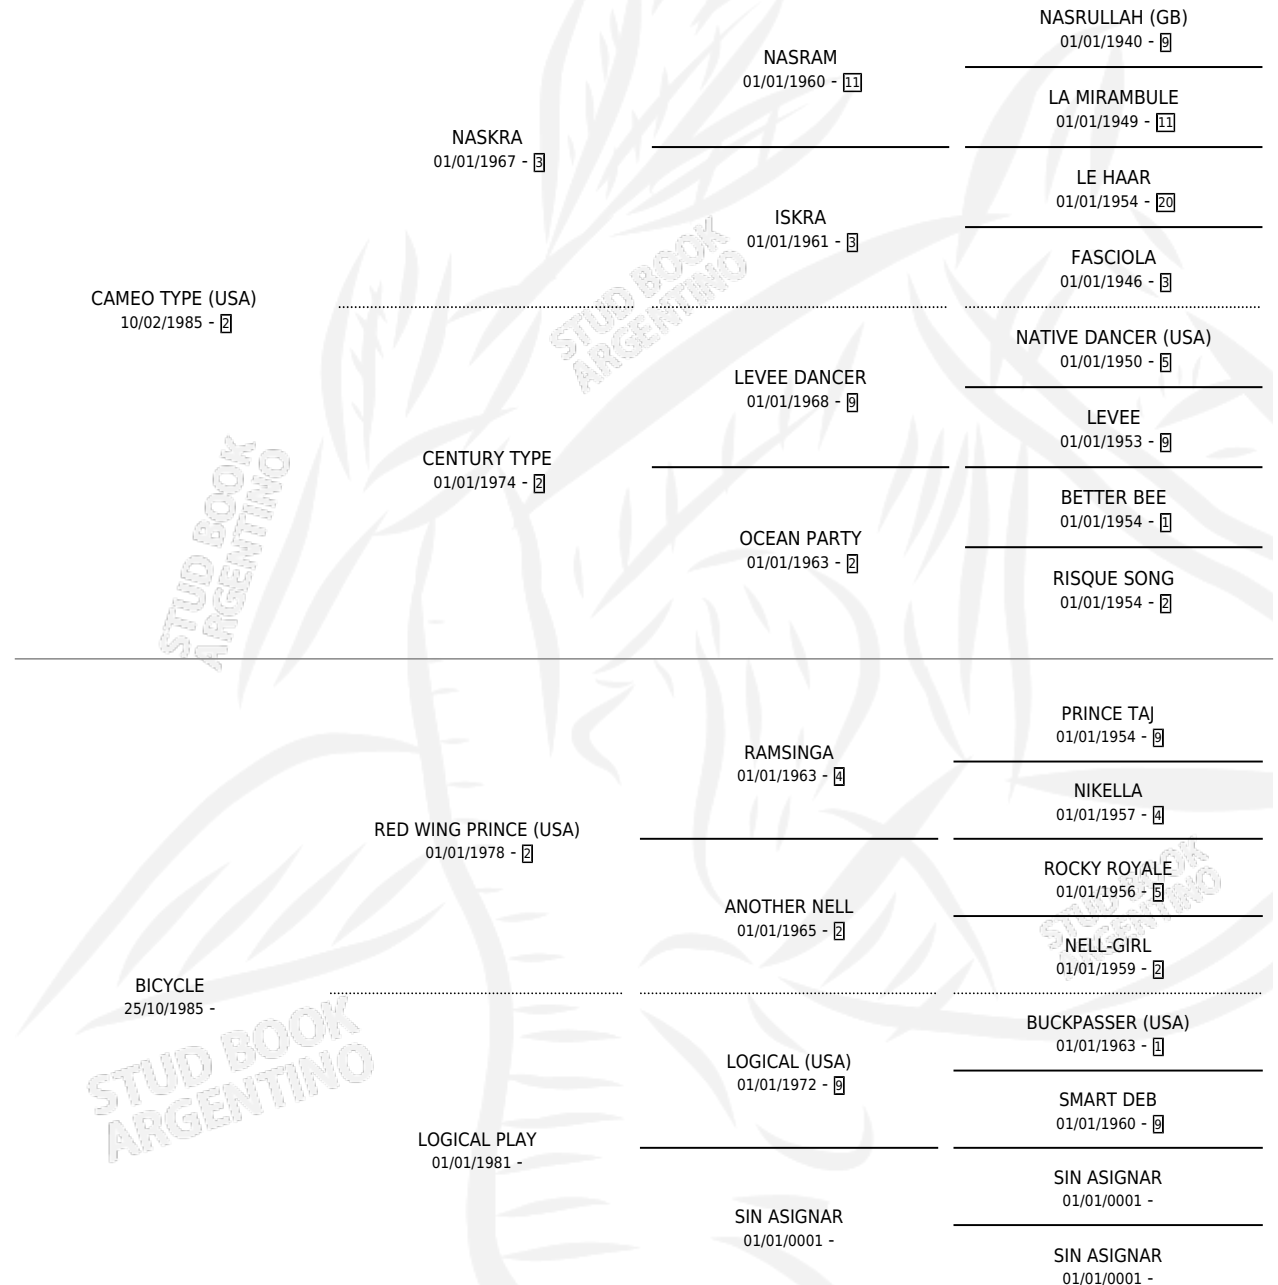 NASRULLAH (GB)
01/01/1940 - 9
NASRAM
01/01/1960 - 11
LA MIRAMBULE
01/01/1949 - 11
NASKRA
01/01/1967 - 3
LE HAAR
01/01/1954 - 20
ISKRA
01/01/1961 - 3
FASCIOLA
01/01/1946 - 3
CAMEO TYPE (USA)
10/02/1985 - 2
NATIVE DANCER (USA)
01/01/1950 - 5
LEVEE DANCER
01/01/1968 - 9
LEVEE
01/01/1953 - 9
CENTURY TYPE
01/01/1974 - 2
BETTER BEE
01/01/1954 - 1
OCEAN PARTY
01/01/1963 - 2
RISQUE SONG
01/01/1954 - 2
PRINCE TAJ
01/01/1954 - 9
RAMSINGA
01/01/1963 - 4
NIKELLA
01/01/1957 - 4
RED WING PRINCE (USA)
01/01/1978 - 2
ROCKY ROYALE
01/01/1956 - 5
ANOTHER NELL
01/01/1965 - 2
NELL-GIRL
01/01/1959 - 2
BICYCLE
25/10/1985 -
BUCKPASSER (USA)
01/01/1963 - 1
LOGICAL (USA)
01/01/1972 - 9
SMART DEB
01/01/1960 - 9
LOGICAL PLAY
01/01/1981 -
SIN ASIGNAR
01/01/0001 -
SIN ASIGNAR
01/01/0001 -
SIN ASIGNAR
01/01/0001 -
STUD BOOK
ARGENTINO
STUD BOOK
ARGENTINO
STUD BOOK
ARGENTINO
STUD BOOK
ARGENTINO